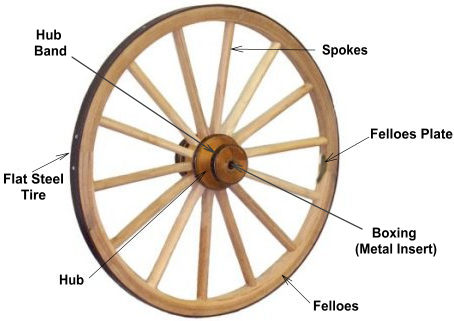 Hub
Band
Spokes
Felloes Plate
Flat Steel
Tire
Boxing
(Metal Insert)
Hub
Felloes